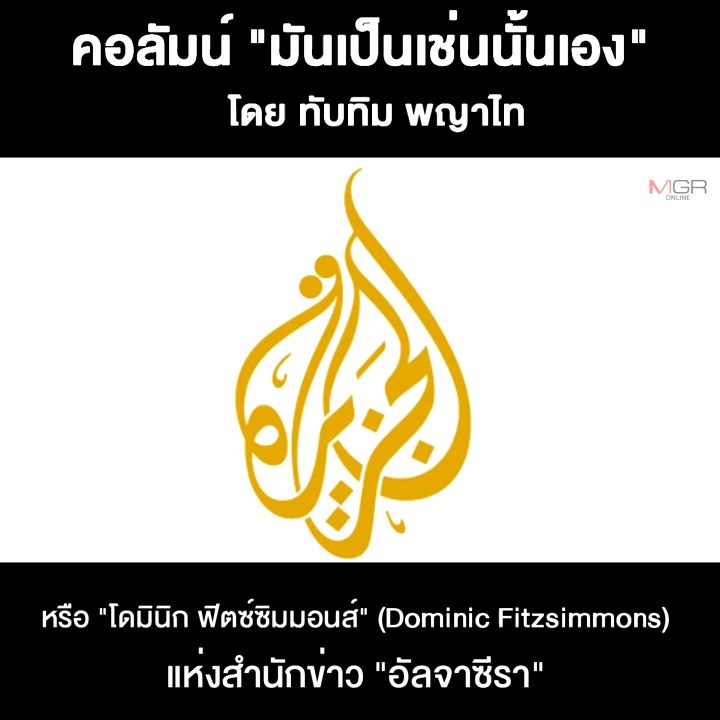 คอลัมน์ "มันเป็นเช่นนั้นเอง"
โดย ทับทิม พญาไท
MGR
ONLINE
الجزيرة
หรือ "โดมินิก ฟิตซ์ซิมมอนส์" (Dominic Fitzsimmons)
แห่งสำนักข่าว "อัลจาซีรา"